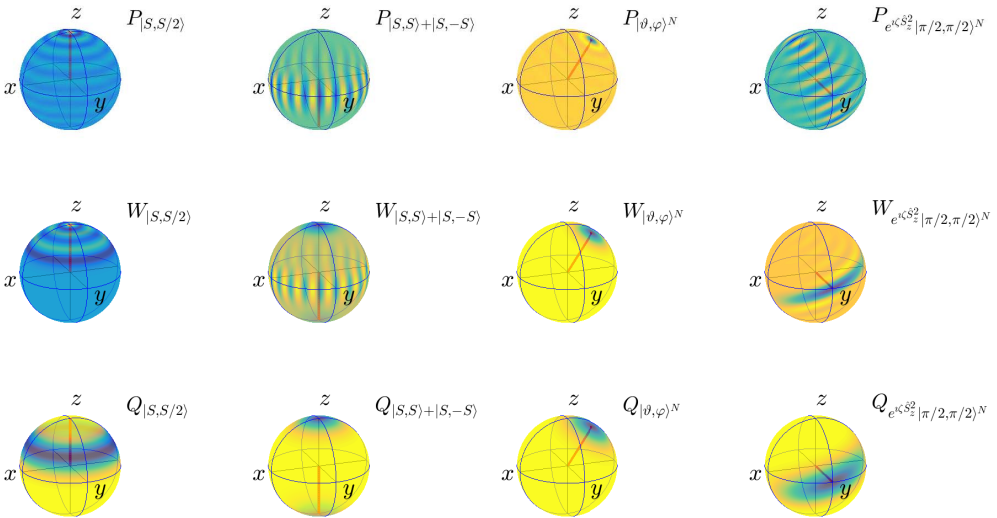 z P_{|S,S/2⟩} z P_{|S,S⟩+|S,−S⟩} z P_{|ϑ,φ⟩^N} z P_{e^{ıζŜ_z^2}|π/2,π/2⟩^N}
x y x y x y x y
z W_{|S,S/2⟩} z W_{|S,S⟩+|S,−S⟩} z W_{|ϑ,φ⟩^N} z W_{e^{ıζŜ_z^2}|π/2,π/2⟩^N}
x y x y x y x y
z Q_{|S,S/2⟩} z Q_{|S,S⟩+|S,−S⟩} z Q_{|ϑ,φ⟩^N} z Q_{e^{ıζŜ_z^2}|π/2,π/2⟩^N}
x y x y x y x y